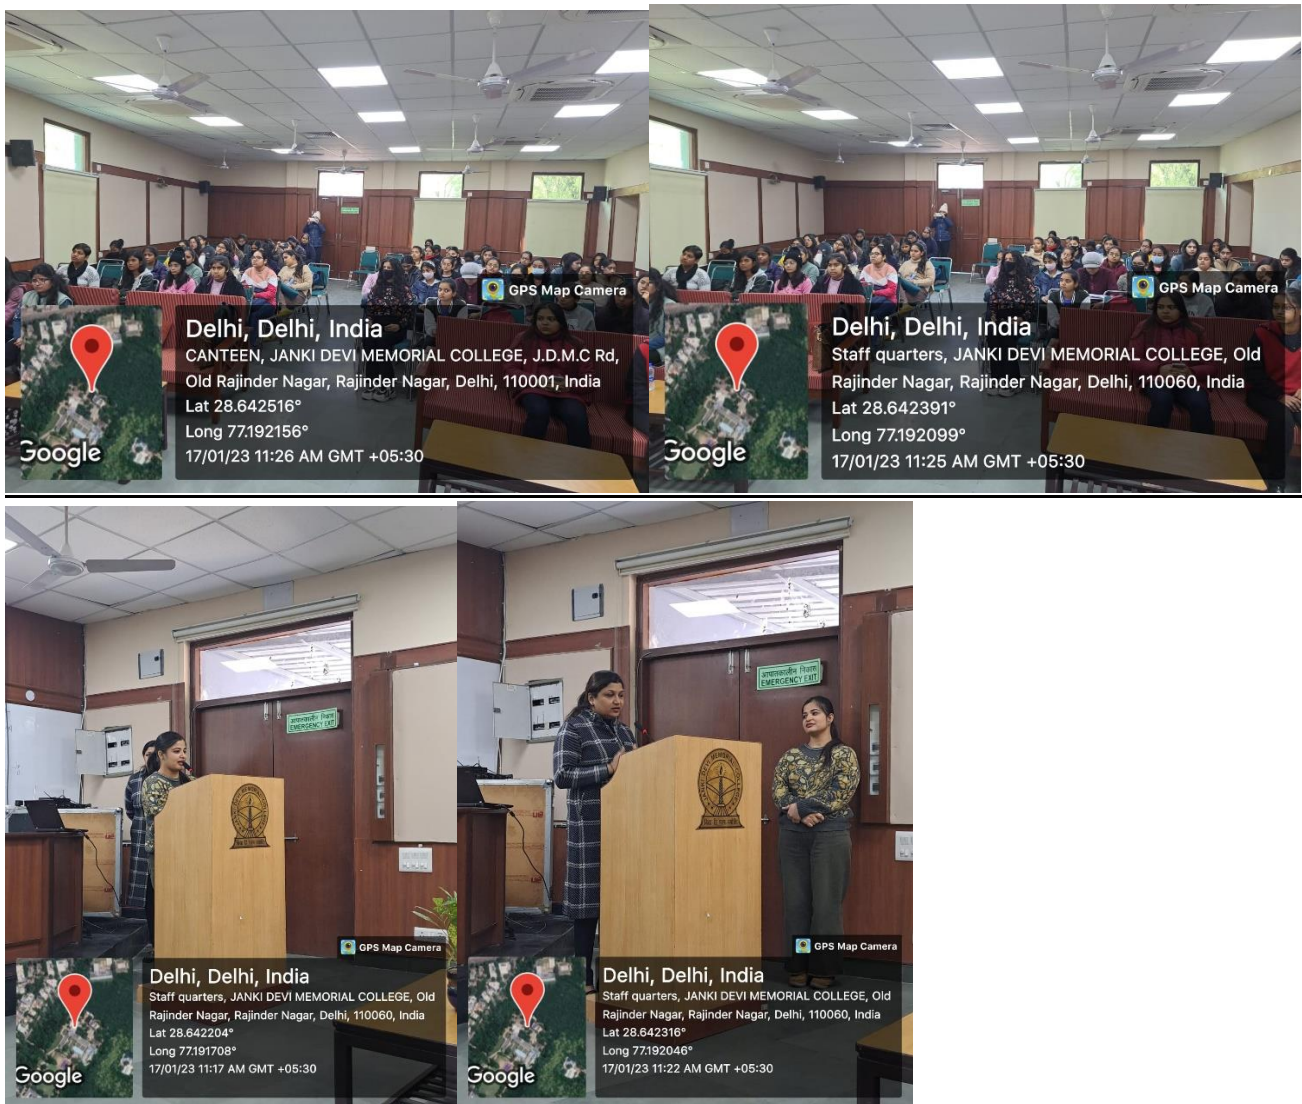 GPS Map Camera
Delhi, Delhi, India
CANTEEN, JANKI DEVI MEMORIAL COLLEGE, J.D.M.C Rd,
Old Rajinder Nagar, Rajinder Nagar, Delhi, 110001, India
Lat 28.642516°
Long 77.192156°
17/01/23 11:26 AM GMT +05:30
Google
GPS Map Camera
Delhi, Delhi, India
Staff quarters, JANKI DEVI MEMORIAL COLLEGE, Old
Rajinder Nagar, Rajinder Nagar, Delhi, 110060, India
Lat 28.642391°
Long 77.192099°
17/01/23 11:25 AM GMT +05:30
Google
आपातकालीन निकास
EMERGENCY EXIT
JANKI DEVI MEMORIAL COLLEGE
GPS Map Camera
Delhi, Delhi, India
Staff quarters, JANKI DEVI MEMORIAL COLLEGE, Old
Rajinder Nagar, Rajinder Nagar, Delhi, 110060, India
Lat 28.642204°
Long 77.191708°
17/01/23 11:17 AM GMT +05:30
Google
आपातकालीन निकास
EMERGENCY EXIT
JANKI DEVI MEMORIAL COLLEGE
GPS Map Camera
Delhi, Delhi, India
Staff quarters, JANKI DEVI MEMORIAL COLLEGE, Old
Rajinder Nagar, Rajinder Nagar, Delhi, 110060, India
Lat 28.642316°
Long 77.192046°
17/01/23 11:22 AM GMT +05:30
Google